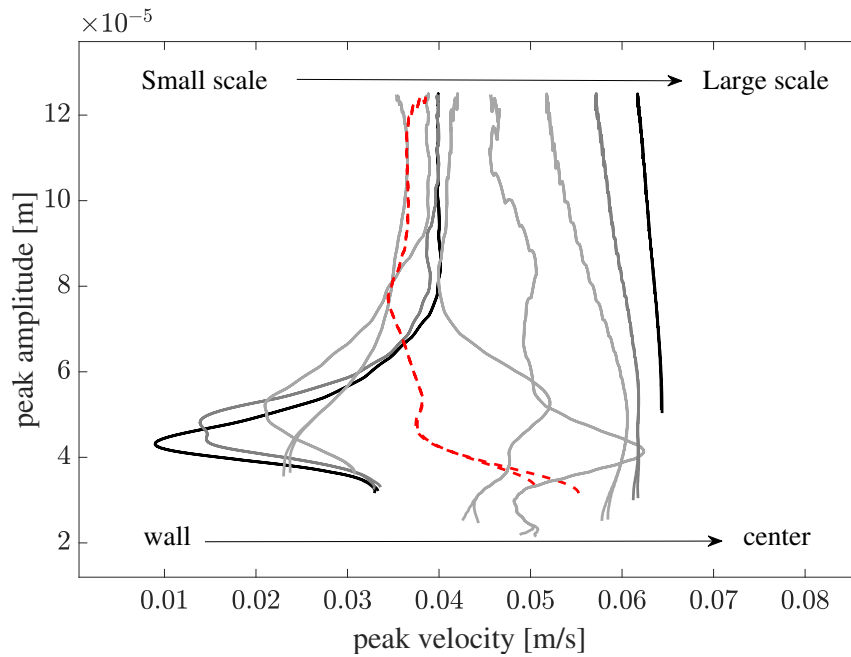 ×10⁻⁵
Small scale
Large scale
12
10
8
6
4
2
peak amplitude [m]
wall
center
0.01 0.02 0.03 0.04 0.05 0.06 0.07 0.08
peak velocity [m/s]